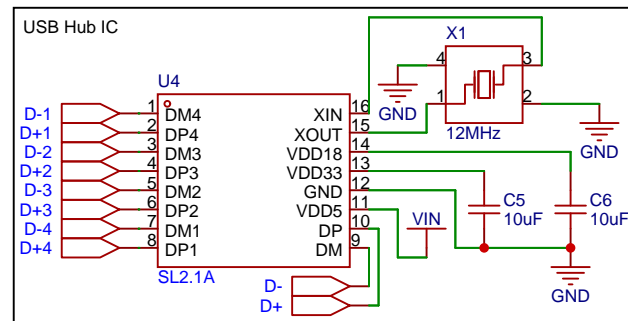 USB Hub IC
X1
4
3
GND
1
2
12MHz
GND
U4
D-1
1
DM4
XIN
16
D+1
2
DP4
XOUT
15
D-2
3
DM3
VDD18
14
D+2
4
DP3
VDD33
13
D-3
5
DM2
GND
12
D+3
6
DP2
VDD5
11
D-4
7
DM1
DP
10
D+4
8
DP1
DM
9
SL2.1A
VIN
C5
10uF
C6
10uF
GND
D-
D+